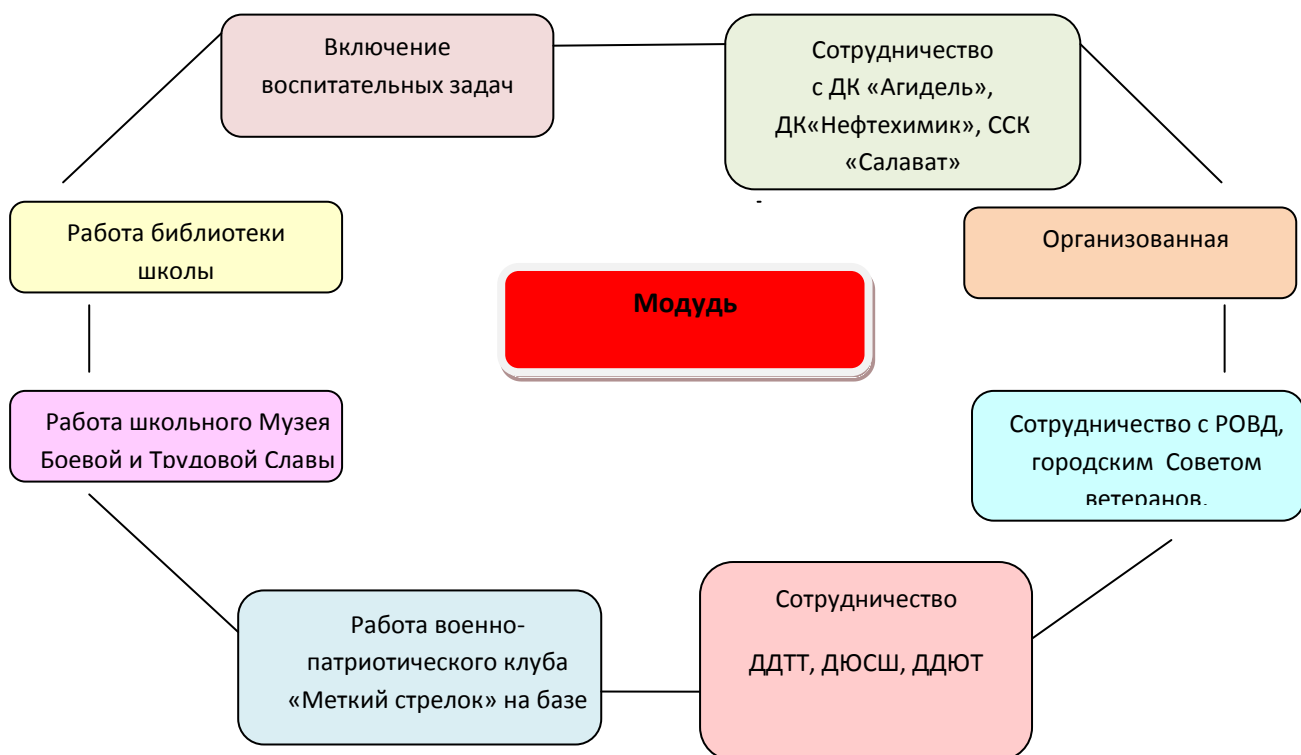 Включение
воспитательных задач
Сотрудничество
с ДК «Агидель»,
ДК«Нефтехимик», ССК
«Салават»
Работа библиотеки
школы
Организованная
Модудь
Работа школьного Музея
Боевой и Трудовой Славы
Сотрудничество с РОВД,
городским Советом
ветеранов.
Работа военно-
патриотического клуба
«Меткий стрелок» на базе
Сотрудничество
ДДТТ, ДЮСШ, ДДЮТ